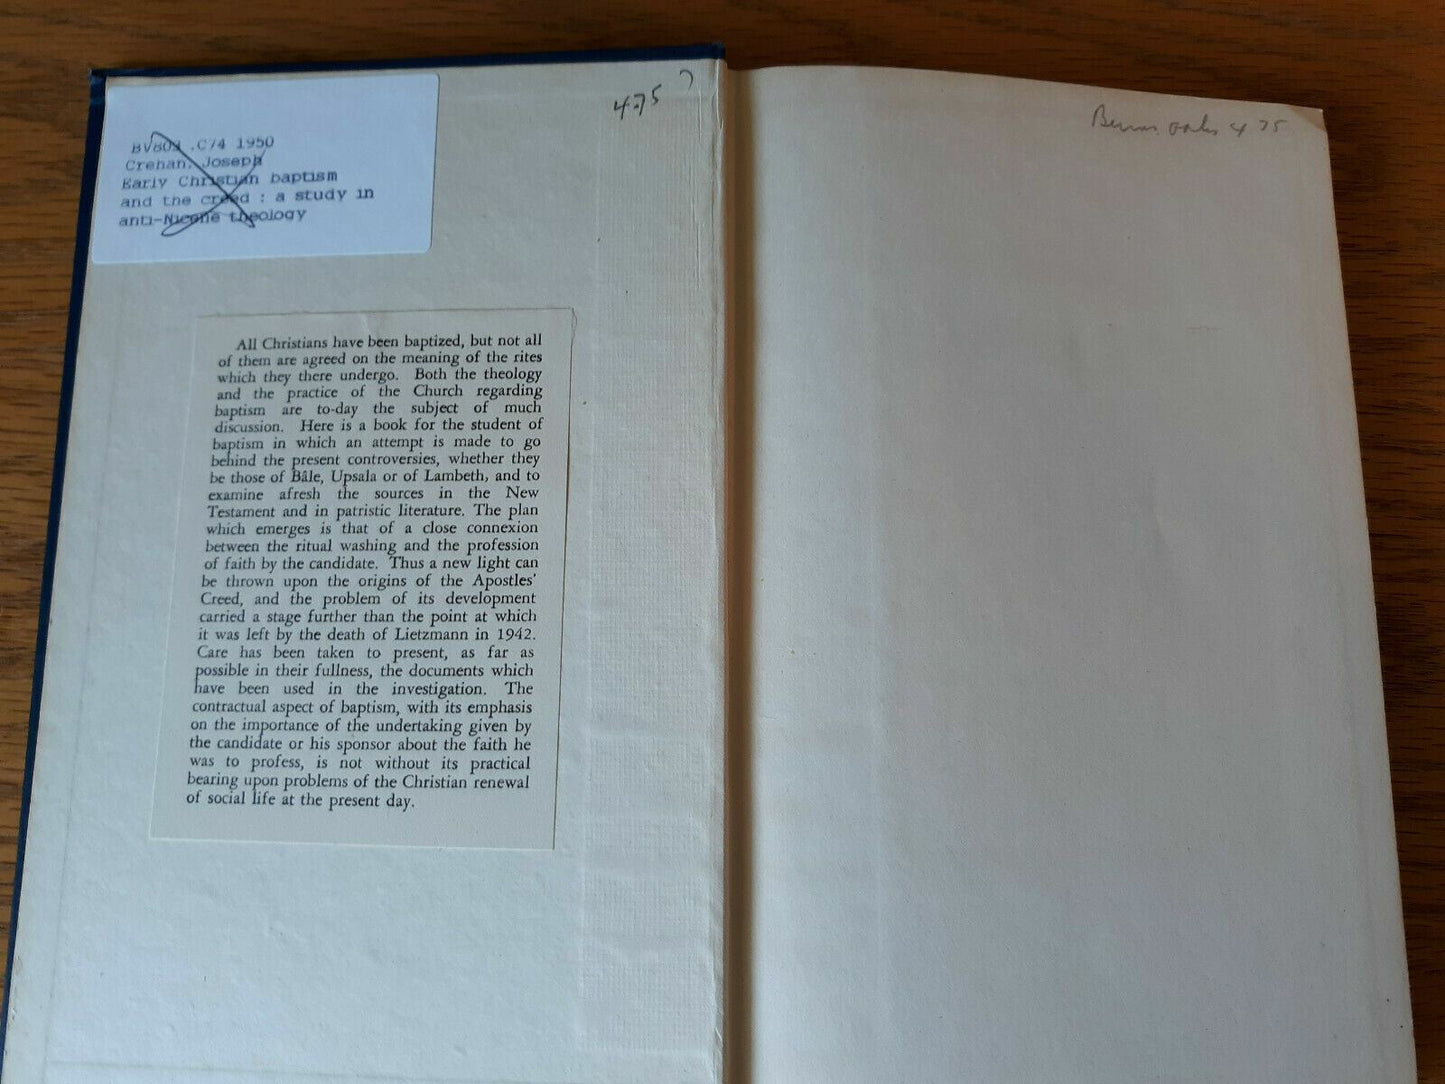 BV803 .C74 1950
Crehan, Joseph
Early Christian baptism
and the creed : a study in
anti-Nicene theology
4.75
Burns Oates 4 75
All Christians have been baptized, but not all
of them are agreed on the meaning of the rites
which they there undergo. Both the theology
and the practice of the Church regarding
baptism are to-day the subject of much
discussion. Here is a book for the student of
baptism in which an attempt is made to go
behind the present controversies, whether they
be those of Bâle, Upsala or of Lambeth, and to
examine afresh the sources in the New
Testament and in patristic literature. The plan
which emerges is that of a close connexion
between the ritual washing and the profession
of faith by the candidate. Thus a new light can
be thrown upon the origins of the Apostles'
Creed, and the problem of its development
carried a stage further than the point at which
it was left by the death of Lietzmann in 1942.
Care has been taken to present, as far as
possible in their fullness, the documents which
have been used in the investigation. The
contractual aspect of baptism, with its emphasis
on the importance of the undertaking given by
the candidate or his sponsor about the faith he
was to profess, is not without its practical
bearing upon problems of the Christian renewal
of social life at the present day.